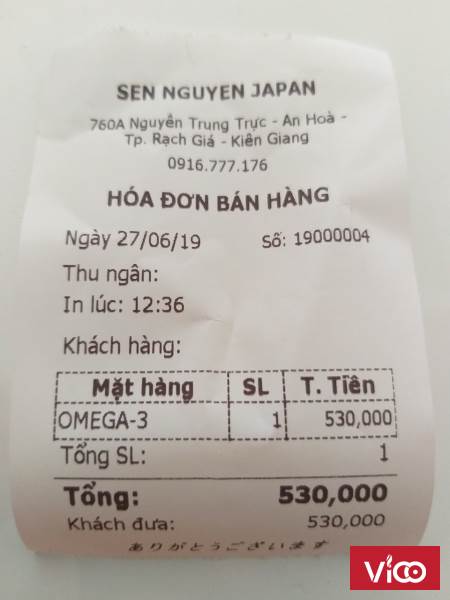 SEN NGUYEN JAPAN
760A Nguyễn Trung Trực - An Hoà -
Tp. Rạch Giá - Kiên Giang
0916.777.176
HÓA ĐƠN BÁN HÀNG
Ngày 27/06/19 Số: 19000004
Thu ngân:
In lúc: 12:36
Khách hàng:
Mặt hàng SL T. Tiền
OMEGA-3 1 530,000
Tổng SL: 1
Tổng: 530,000
Khách đưa: 530,000
ありがとうございます
Vioo